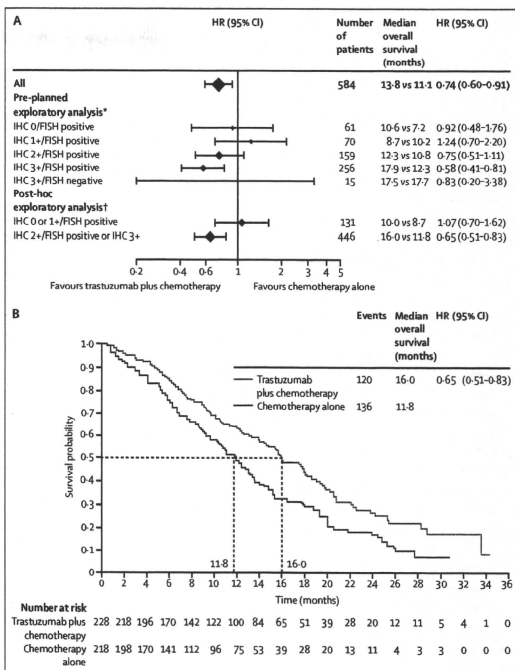 A
HR (95% CI)
Number of patients
Median overall survival (months)
HR (95% CI)
All 584 13·8 vs 11·1 0·74 (0·60–0·91)
Pre-planned
exploratory analysis*
IHC 0/FISH positive 61 10·6 vs 7·2 0·92 (0·48–1·76)
IHC 1+/FISH positive 70 8·7 vs 10·2 1·24 (0·70–2·20)
IHC 2+/FISH positive 159 12·3 vs 10·8 0·75 (0·51–1·11)
IHC 3+/FISH positive 256 17·9 vs 12·3 0·58 (0·41–0·81)
IHC 3+/FISH negative 15 17·5 vs 17·7 0·83 (0·20–3·38)
Post-hoc
exploratory analysis†
IHC 0 or 1+/FISH positive 131 10·0 vs 8·7 1·07 (0·70–1·62)
IHC 2+/FISH positive or IHC 3+ 446 16·0 vs 11·8 0·65 (0·51–0·83)
0·2 0·4 0·6 1 2 3 4 5
Favours trastuzumab plus chemotherapy Favours chemotherapy alone
B
Events Median overall survival (months) HR (95% CI)
Trastuzumab plus chemotherapy 120 16·0 0·65 (0·51–0·83)
Chemotherapy alone 136 11·8
Survival probability
1·0
0·9
0·8
0·7
0·6
0·5
0·4
0·3
0·2
0·1
0
11·8 16·0
0 2 4 6 8 10 12 14 16 18 20 22 24 26 28 30 32 34 36
Time (months)
Number at risk
Trastuzumab plus chemotherapy 228 218 196 170 142 122 100 84 65 51 39 28 20 12 11 5 4 1 0
Chemotherapy alone 218 198 170 141 112 96 75 53 39 28 20 13 11 4 3 3 0 0 0